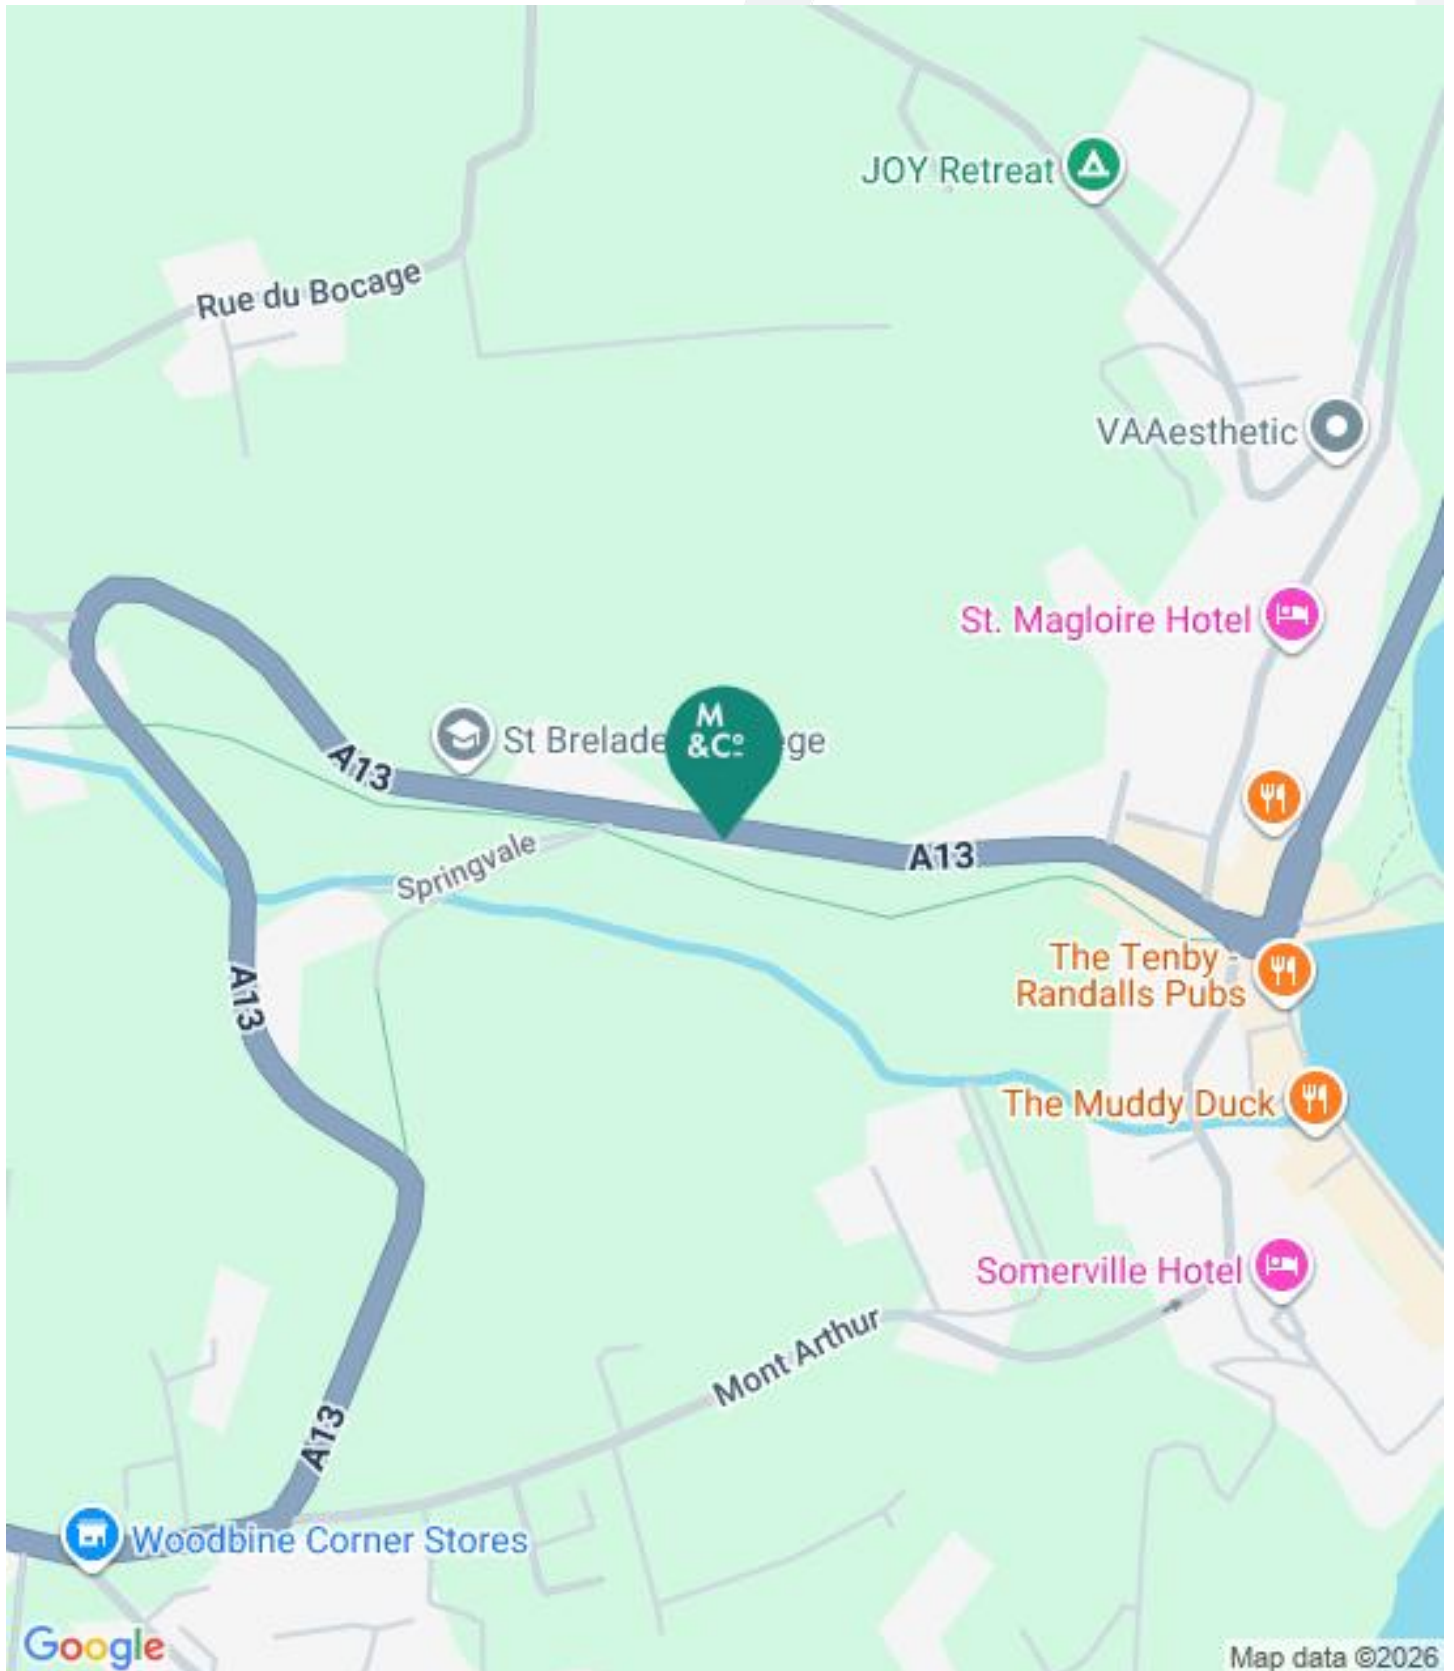 JOY Retreat
Rue du Bocage
VAAesthetic
St. Magloire Hotel
M
&Cº
St Brelade ege
A13
A13
Springvale
The Tenby -
Randalls Pubs
A13
The Muddy Duck
Somerville Hotel
Mont Arthur
A13
Woodbine Corner Stores
Google
Map data ©2026